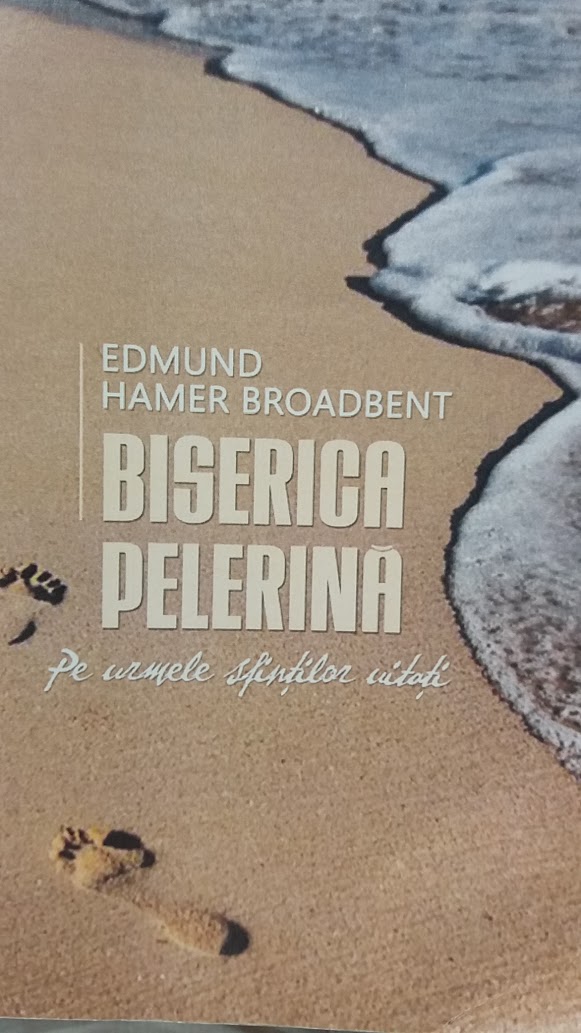 EDMUND
HAMER BROADBENT
BISERICA
PELERINĂ
Pe urmele sfinților uitați